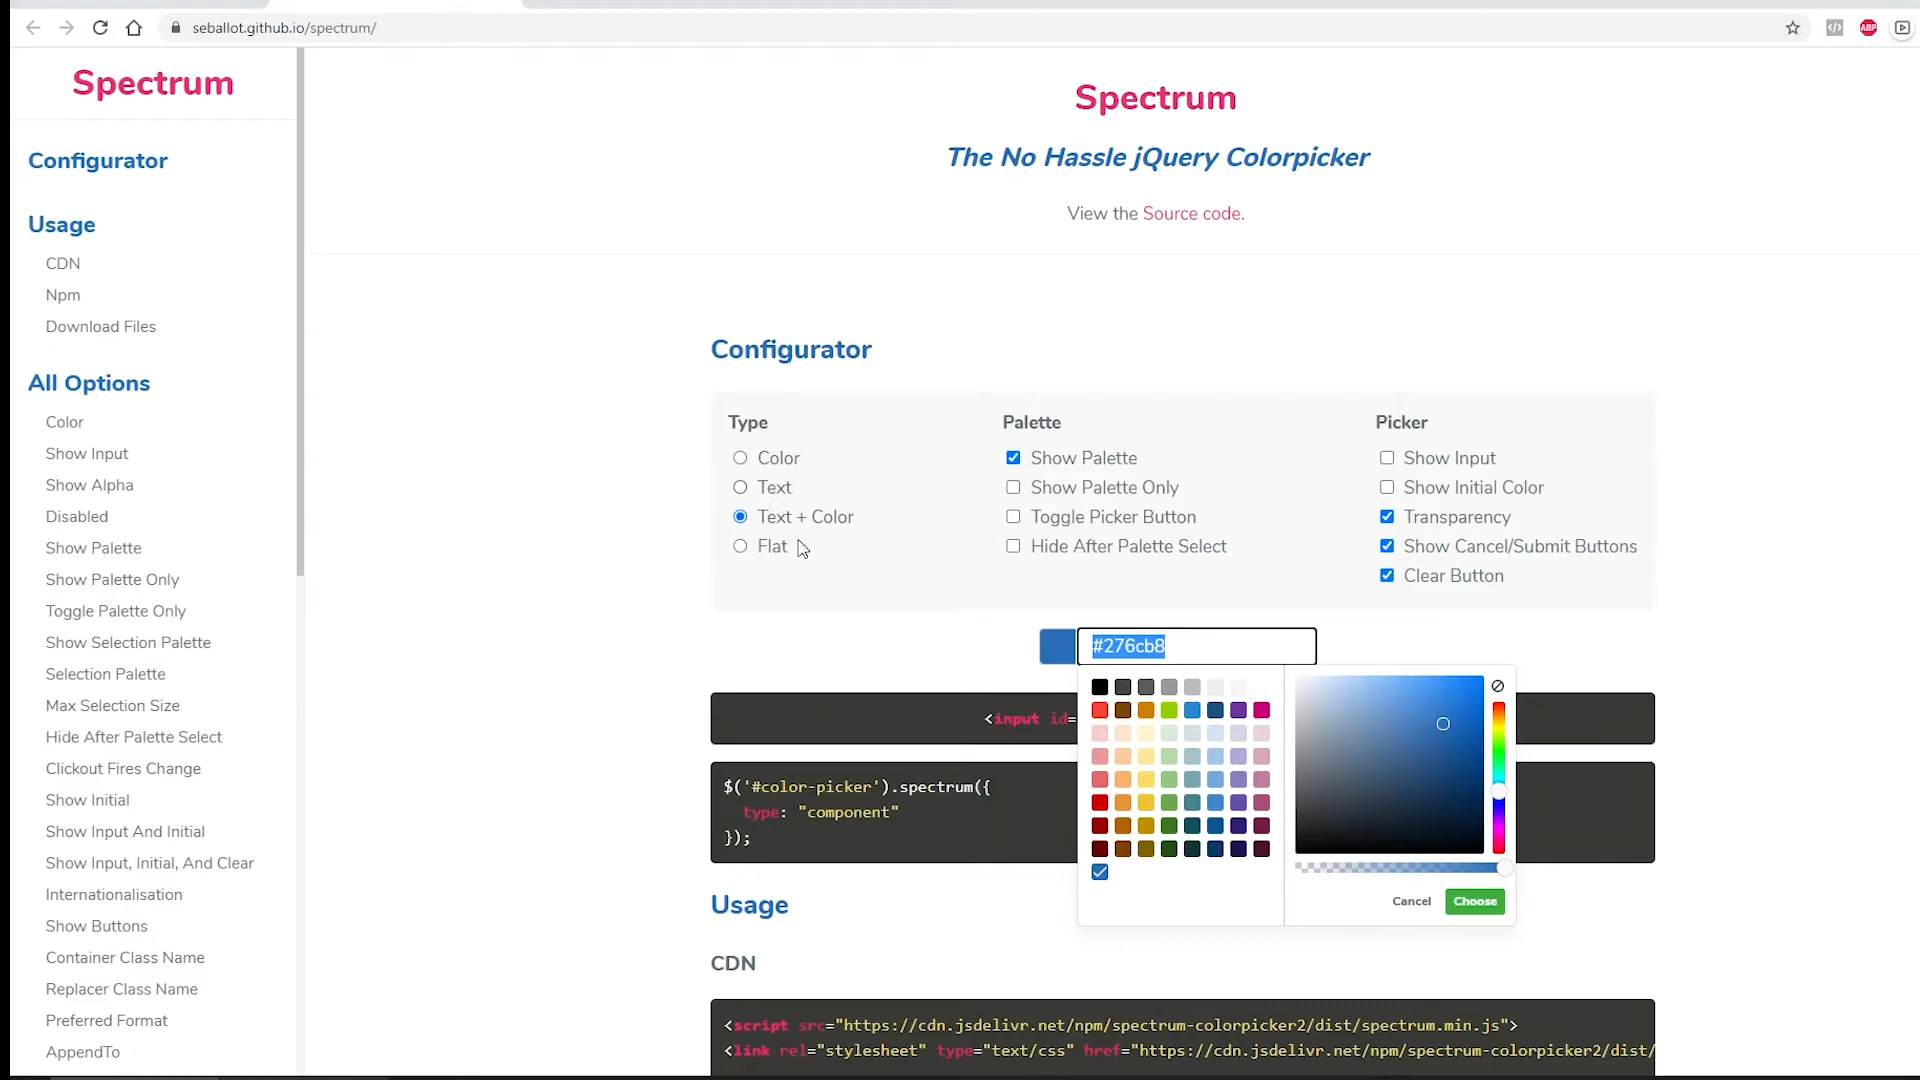 seballot.github.io/spectrum/
ABP
Spectrum
Configurator
Usage
CDN
Npm
Download Files
All Options
Color
Show Input
Show Alpha
Disabled
Show Palette
Show Palette Only
Toggle Palette Only
Show Selection Palette
Selection Palette
Max Selection Size
Hide After Palette Select
Clickout Fires Change
Show Initial
Show Input And Initial
Show Input, Initial, And Clear
Internationalisation
Show Buttons
Container Class Name
Replacer Class Name
Preferred Format
AppendTo
Spectrum
The No Hassle jQuery Colorpicker
View the Source code.
Configurator
Type
Color
Text
Text + Color
Flat
Palette
Show Palette
Show Palette Only
Toggle Picker Button
Hide After Palette Select
Picker
Show Input
Show Initial Color
Transparency
Show Cancel/Submit Buttons
Clear Button
#276cb8
<input id=
$('#color-picker').spectrum({
type: "component"
});
Cancel
Choose
Usage
CDN
<script src="https://cdn.jsdelivr.net/npm/spectrum-colorpicker2/dist/spectrum.min.js">
<link rel="stylesheet" type="text/css" href="https://cdn.jsdelivr.net/npm/spectrum-colorpicker2/dist/